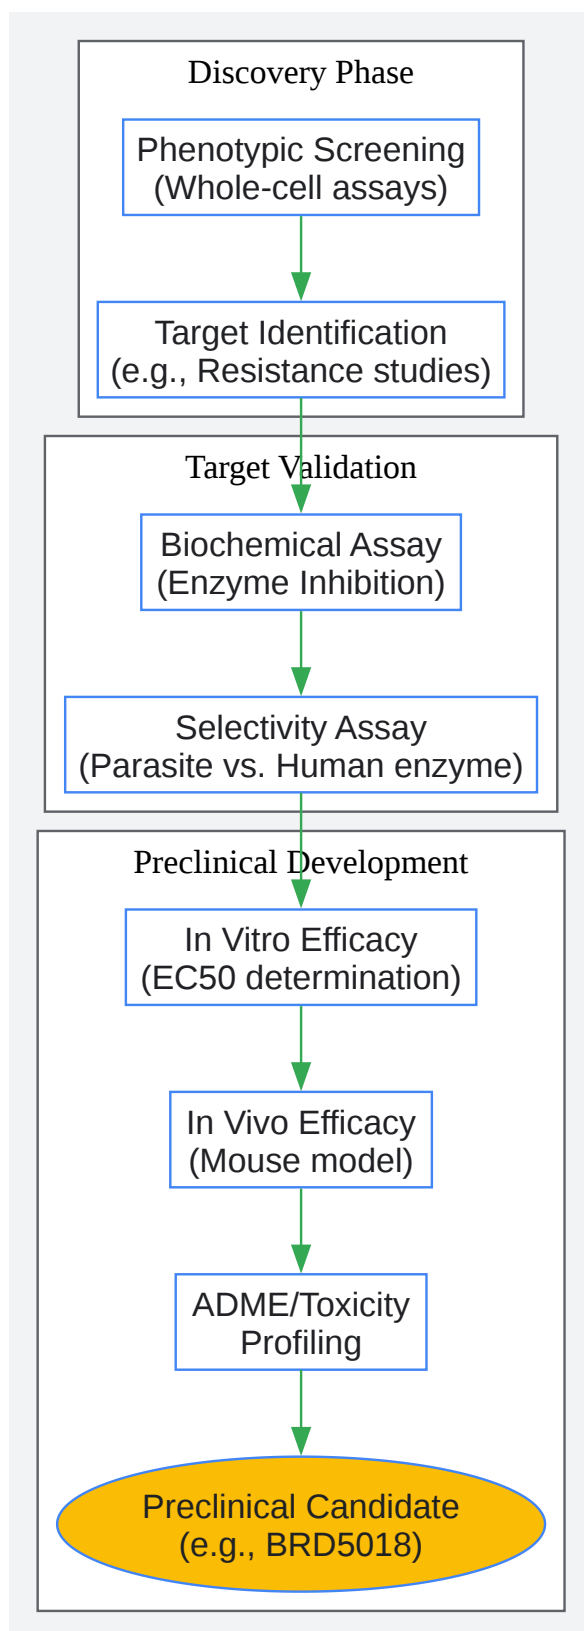 Discovery Phase
Phenotypic Screening
(Whole-cell assays)
Target Identification
(e.g., Resistance studies)
Target Validation
Biochemical Assay
(Enzyme Inhibition)
Selectivity Assay
(Parasite vs. Human enzyme)
Preclinical Development
In Vitro Efficacy
(EC50 determination)
In Vivo Efficacy
(Mouse model)
ADME/Toxicity
Profiling
Preclinical Candidate
(e.g., BRD5018)